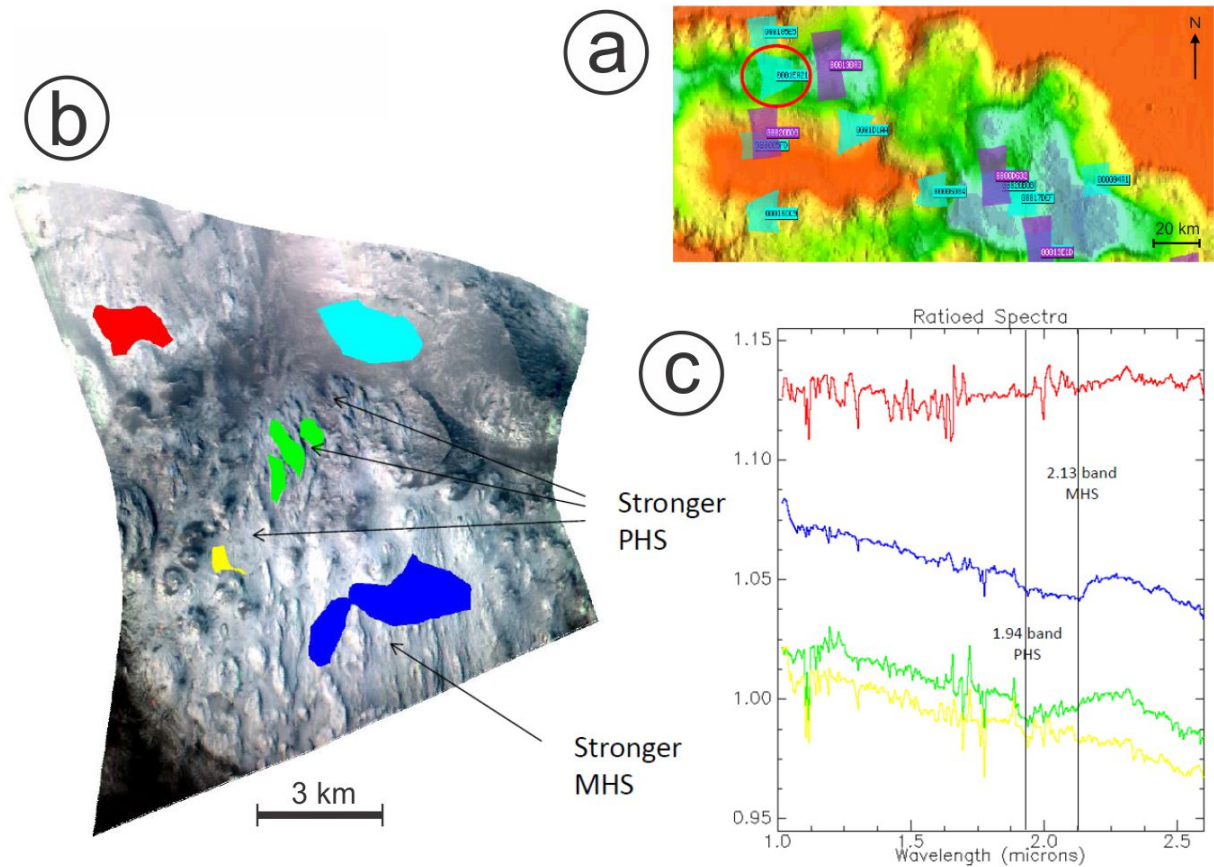 a
N
000185E5
0001EA21
20 km
b
Stronger
PHS
Stronger
MHS
3 km
c
Ratioed Spectra
1.15
1.10
1.05
1.00
0.95
2.13 band
MHS
1.94 band
PHS
1.0
1.5
2.0
2.5
Wavelength (microns)